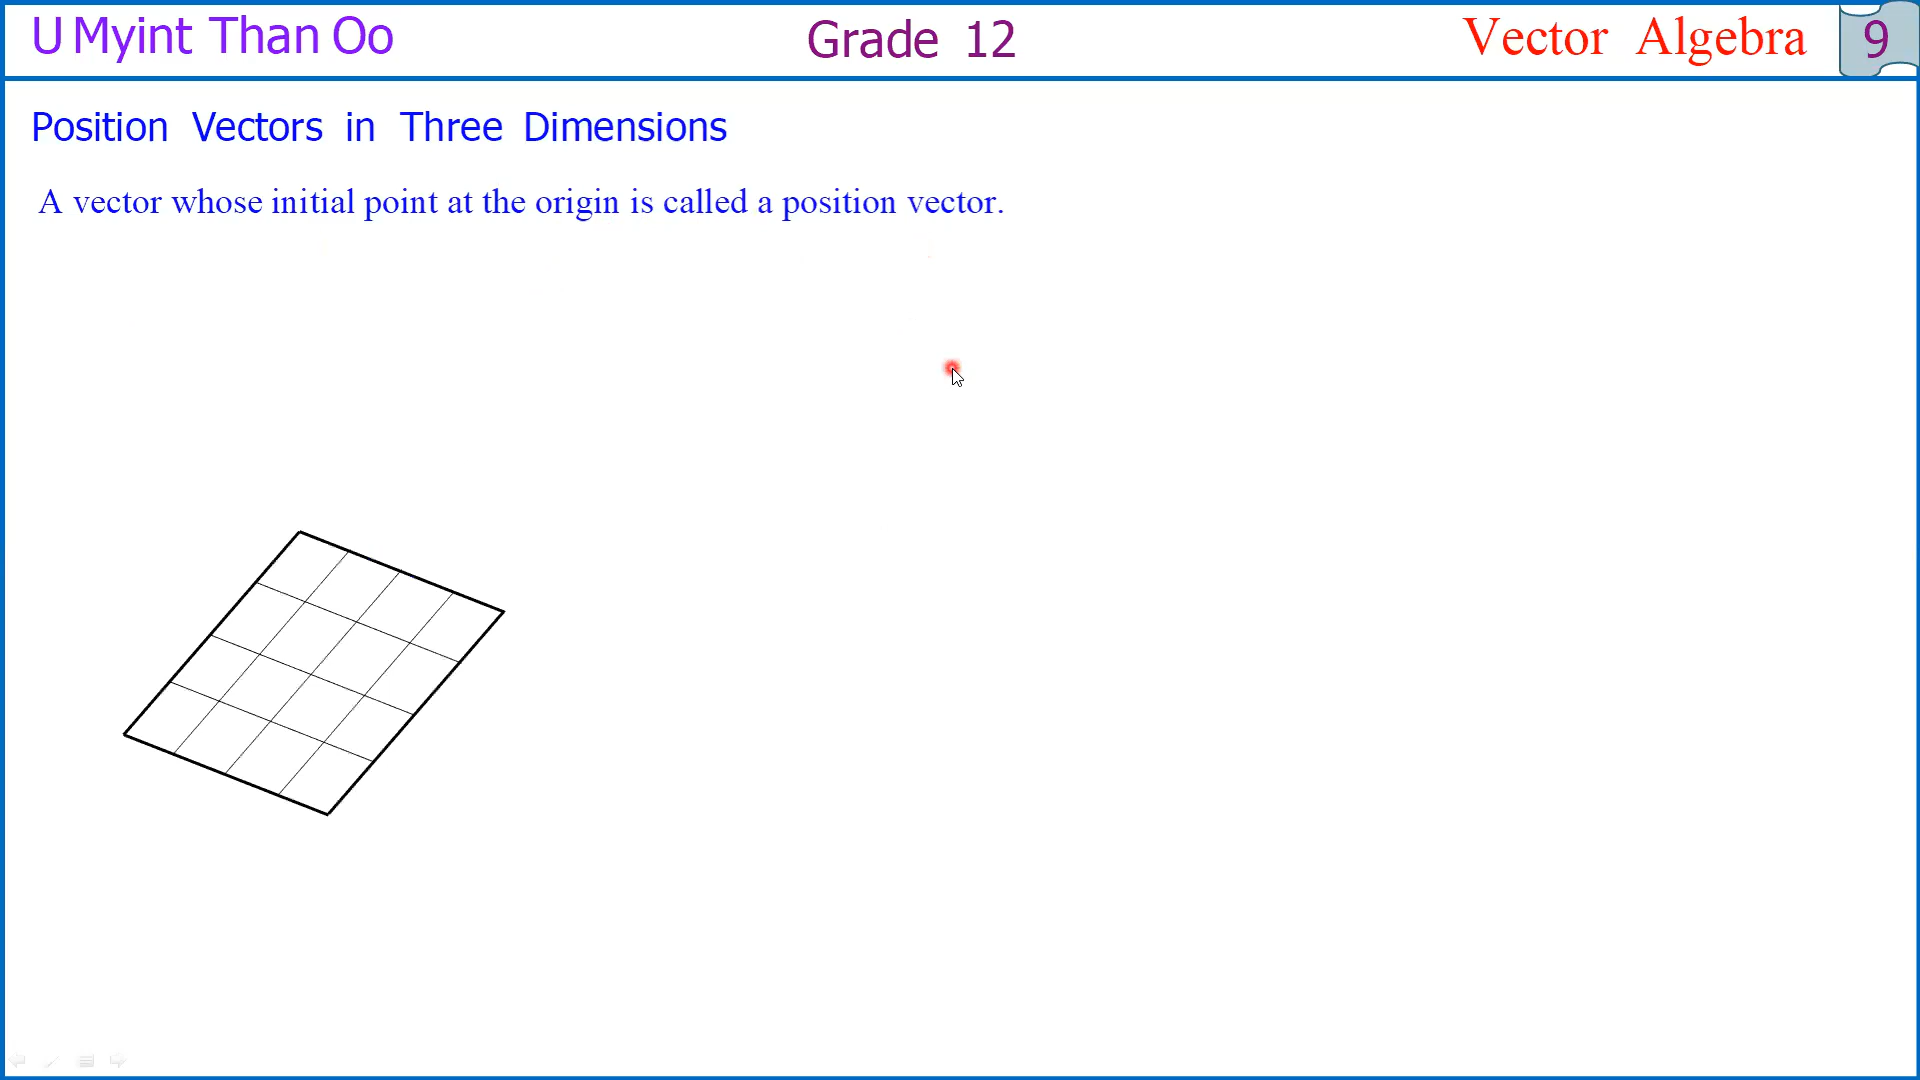 U Myint Than Oo
Grade 12
Vector Algebra
9
Position Vectors in Three Dimensions
A vector whose initial point at the origin is called a position vector.